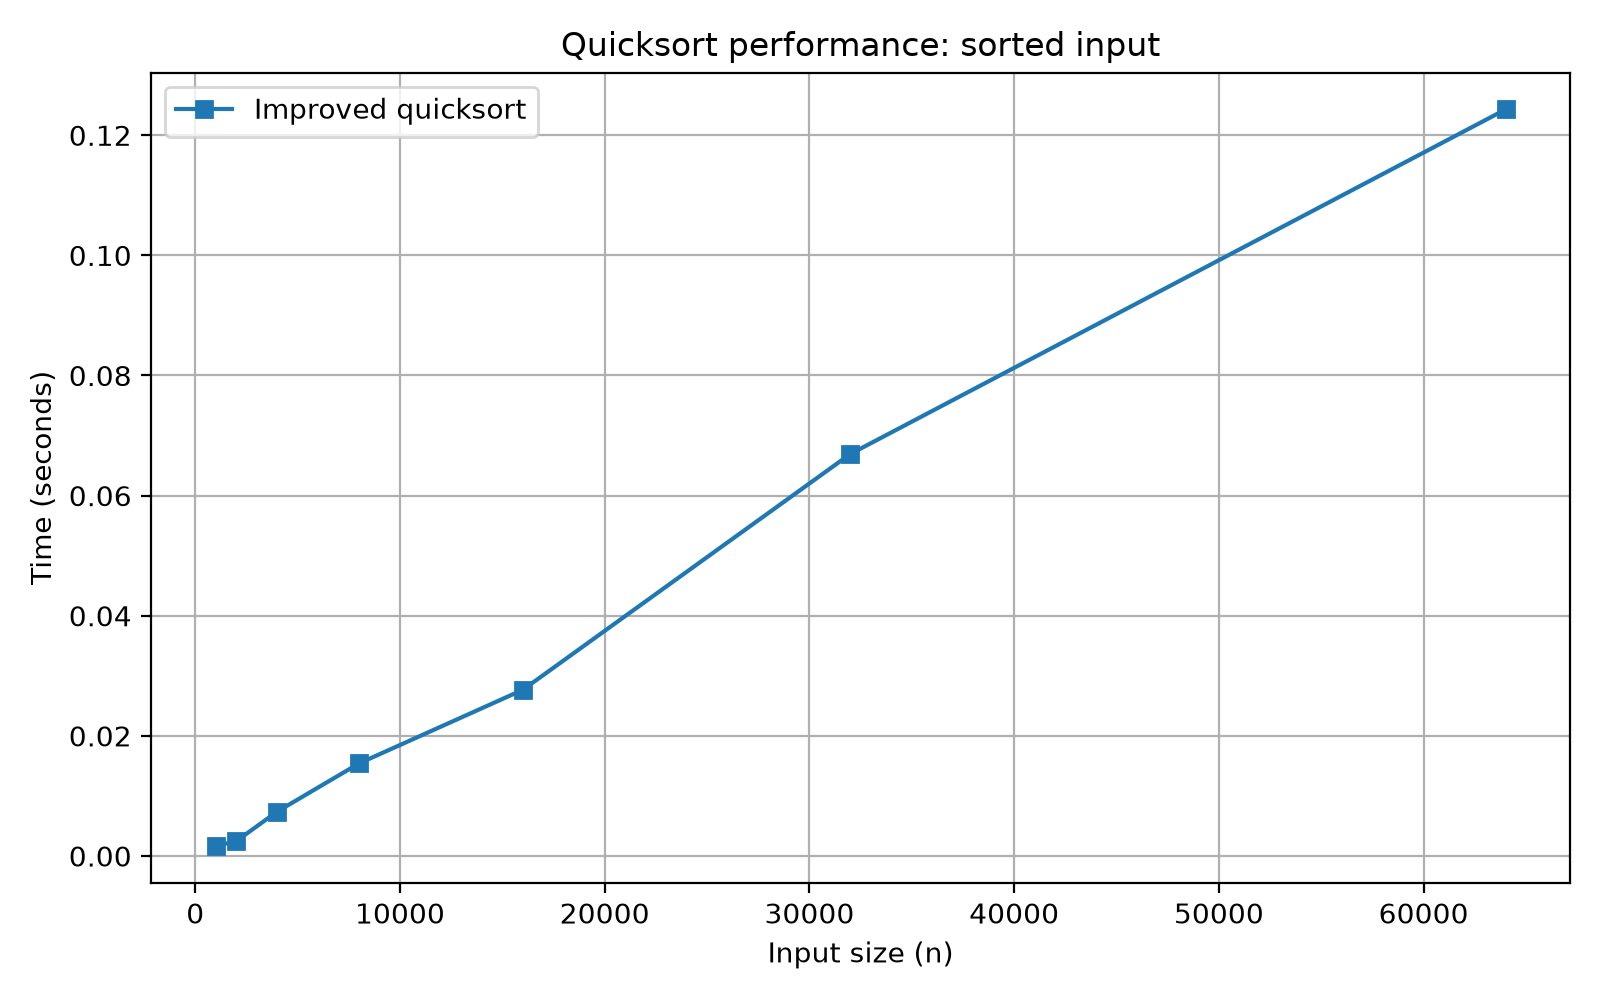 Quicksort performance: sorted input
Improved quicksort
0.12
0.10
0.08
0.06
0.04
0.02
0.00
Time (seconds)
0 10000 20000 30000 40000 50000 60000
Input size (n)